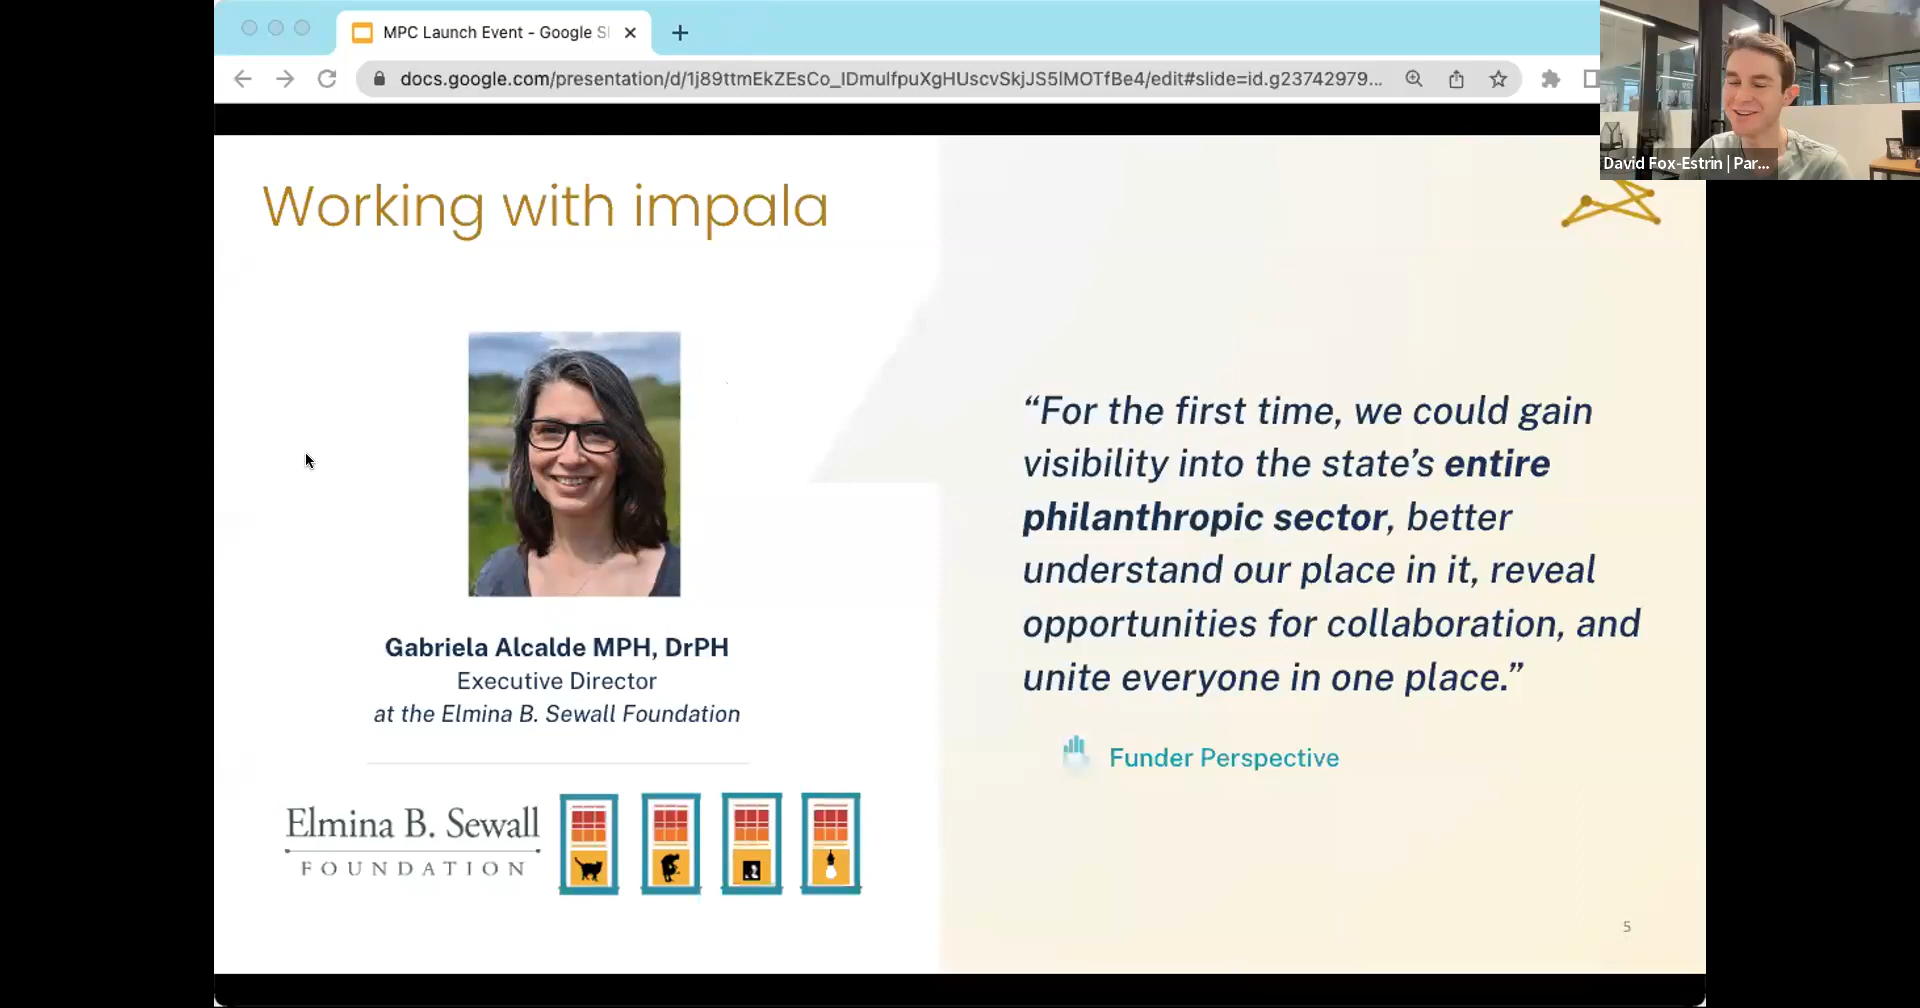 MPC Launch Event - Google Sl
docs.google.com/presentation/d/1j89ttmEkZEsCo_IDmulfpuXgHUscvSkjJS5lMOTfBe4/edit#slide=id.g23742979...
David Fox-Estrin | Par...
Working with impala
“For the first time, we could gain
visibility into the state’s entire
philanthropic sector, better
understand our place in it, reveal
opportunities for collaboration, and
unite everyone in one place.”
Funder Perspective
Gabriela Alcalde MPH, DrPH
Executive Director
at the Elmina B. Sewall Foundation
Elmina B. Sewall
FOUNDATION
5